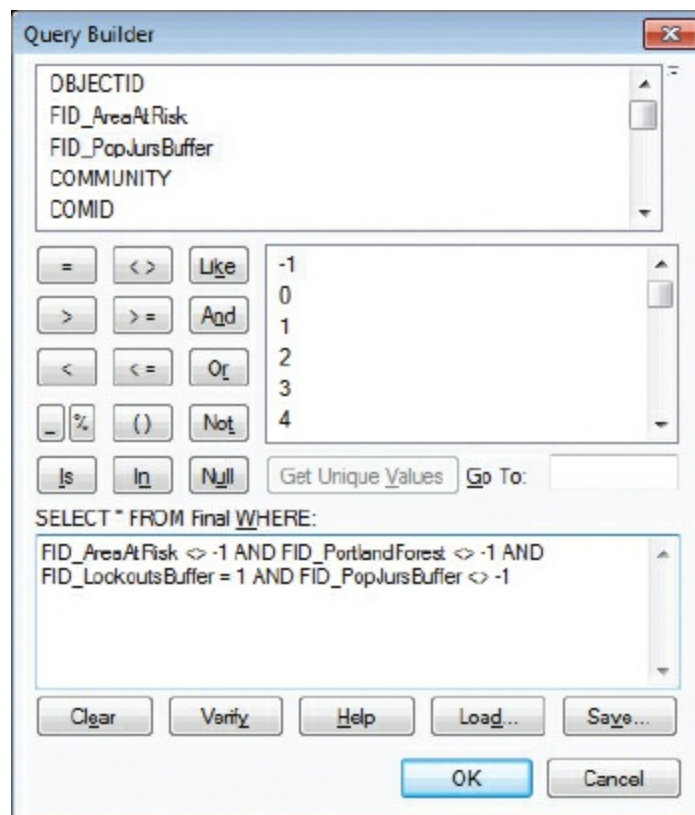 Query Builder
OBJECTID
FID_AreaAtRisk
FID_PopJursBuffer
COMMUNITY
COMID
= <> Like
> >= And
< <= Or
_ % () Not
Is In Null
-1
0
1
2
3
4
Get Unique Values Go To:
SELECT * FROM Final WHERE:
FID_AreaAtRisk <> -1 AND FID_PortlandForest <> -1 AND
FID_LookoutsBuffer = 1 AND FID_PopJursBuffer <> -1
Clear Verify Help Load... Save...
OK Cancel